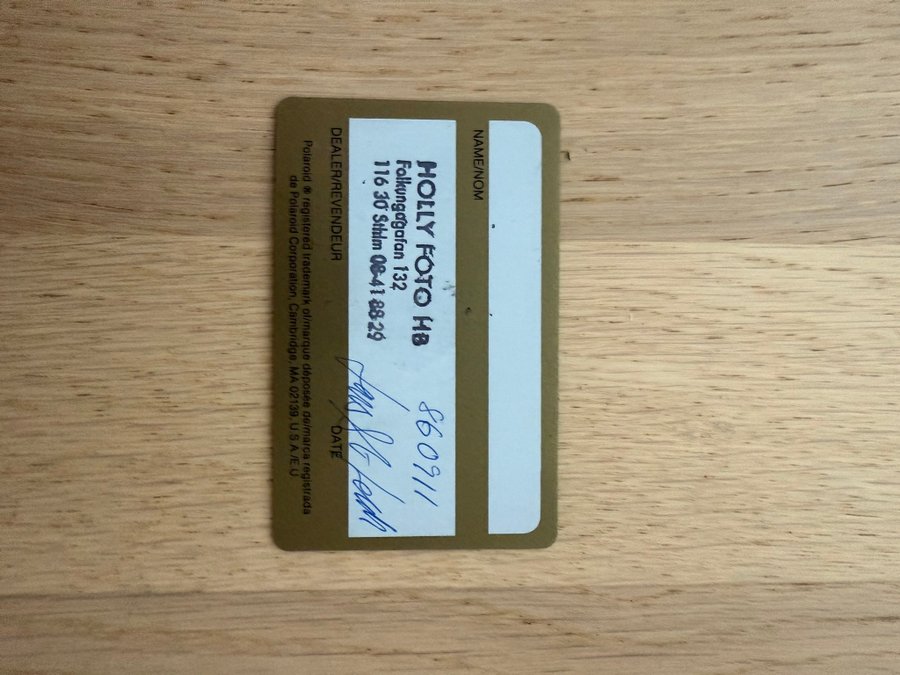 NAME/NOM
HOLLY FOTO HB
Folkungagatan 132
116 30 Sthlm 08-41 88 29
860911
DEALER/REVENDEUR
DATE
Polaroid ® registered trademark of/marque déposée de/marca registrada
de Polaroid Corporation, Cambridge, MA 02139, U.S.A./E.U